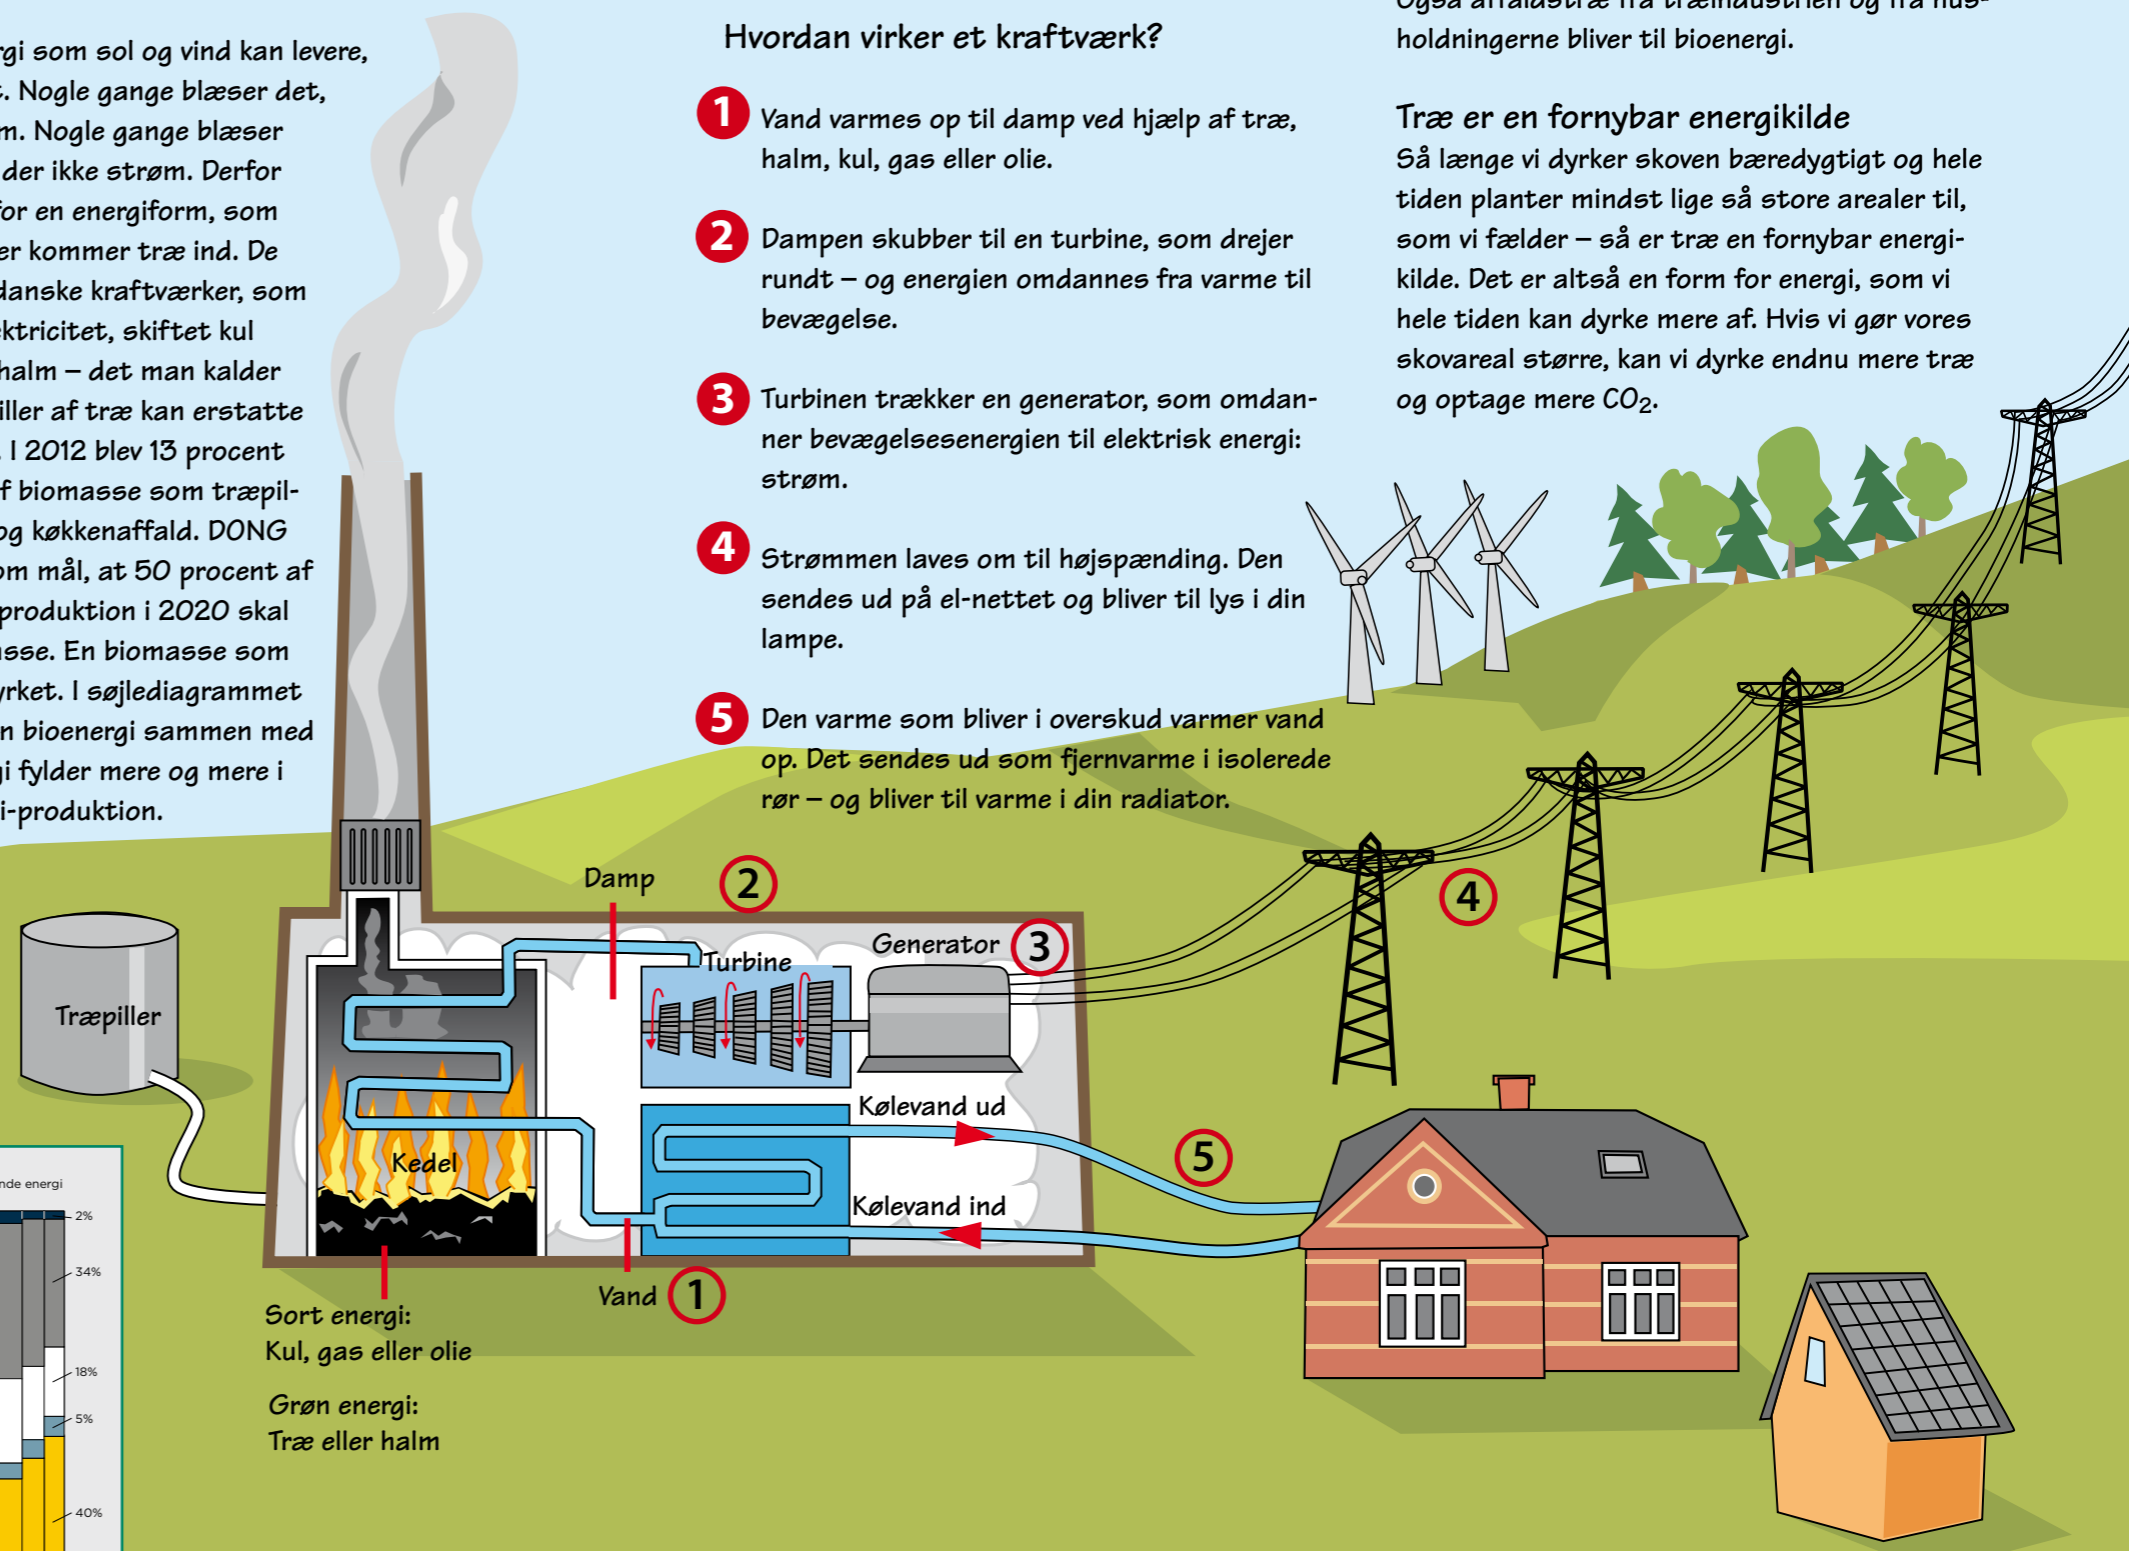 rgi som sol og vind kan levere,
t. Nogle gange blæser det,
m. Nogle gange blæser
der ikke strøm. Derfor
for en energiform, som
er kommer træ ind. De
danske kraftværker, som
ektricitet, skiftet kul
halm – det man kalder
iller af træ kan erstatte
. I 2012 blev 13 procent
f biomasse som træpil-
og køkkenaffald. DONG
om mål, at 50 procent af
produktion i 2020 skal
asse. En biomasse som
yrket. I søjlediagrammet
n bioenergi sammen med
gi fylder mere og mere i
i-produktion.
Hvordan virker et kraftværk?
1 Vand varmes op til damp ved hjælp af træ,
halm, kul, gas eller olie.
2 Dampen skubber til en turbine, som drejer
rundt – og energien omdannes fra varme til
bevægelse.
3 Turbinen trækker en generator, som omdan-
ner bevægelsesenergien til elektrisk energi:
strøm.
4 Strømmen laves om til højspænding. Den
sendes ud på el-nettet og bliver til lys i din
lampe.
5 Den varme som bliver i overskud varmer vand
op. Det sendes ud som fjernvarme i isolerede
rør – og bliver til varme i din radiator.
Også affaldstræ fra træindustrien og fra hus-
holdningerne bliver til bioenergi.
Træ er en fornybar energikilde
Så længe vi dyrker skoven bæredygtigt og hele
tiden planter mindst lige så store arealer til,
som vi fælder – så er træ en fornybar energi-
kilde. Det er altså en form for energi, som vi
hele tiden kan dyrke mere af. Hvis vi gør vores
skovareal større, kan vi dyrke endnu mere træ
og optage mere CO₂.
Damp
2
Turbine
Generator
3
4
Træpiller
Kedel
Kølevand ud
5
Kølevand ind
Vand
1
Sort energi:
Kul, gas eller olie
Grøn energi:
Træ eller halm
nde energi
2%
34%
18%
5%
40%